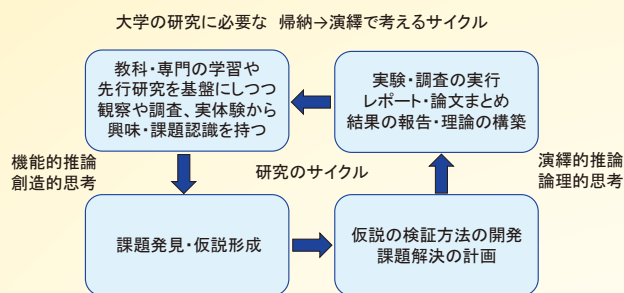 大学の研究に必要な 帰納→演繹で考えるサイクル
教科・専門の学習や
先行研究を基盤にしつつ
観察や調査、実体験から
興味・課題認識を持つ
実験・調査の実行
レポート・論文まとめ
結果の報告・理論の構築
機能的推論
創造的思考
研究のサイクル
演繹的推論
論理的思考
課題発見・仮説形成
仮説の検証方法の開発
課題解決の計画